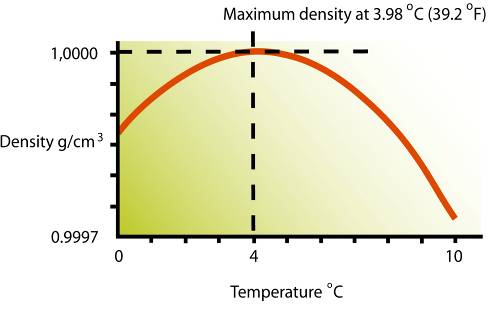 Maximum density at 3.98 °C (39.2 °F)
1,0000
Density g/cm³
0.9997
0 4 10
Temperature °C